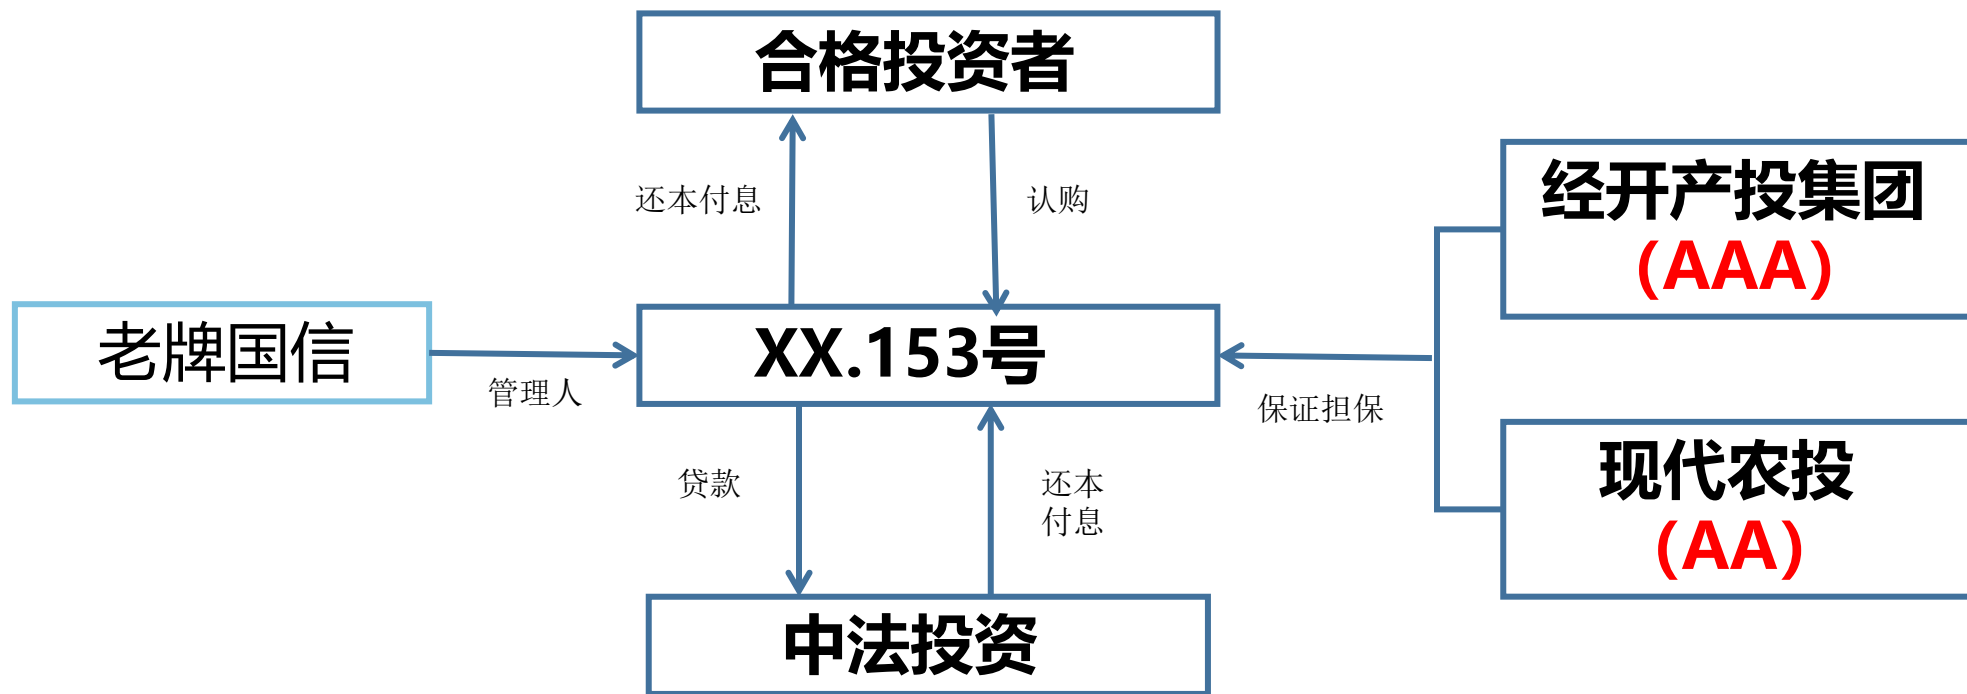 合格投资者
还本付息
认购
经开产投集团
(AAA)
老牌国信
管理人
XX.153号
保证担保
现代农投
(AA)
贷款
还本
付息
中法投资